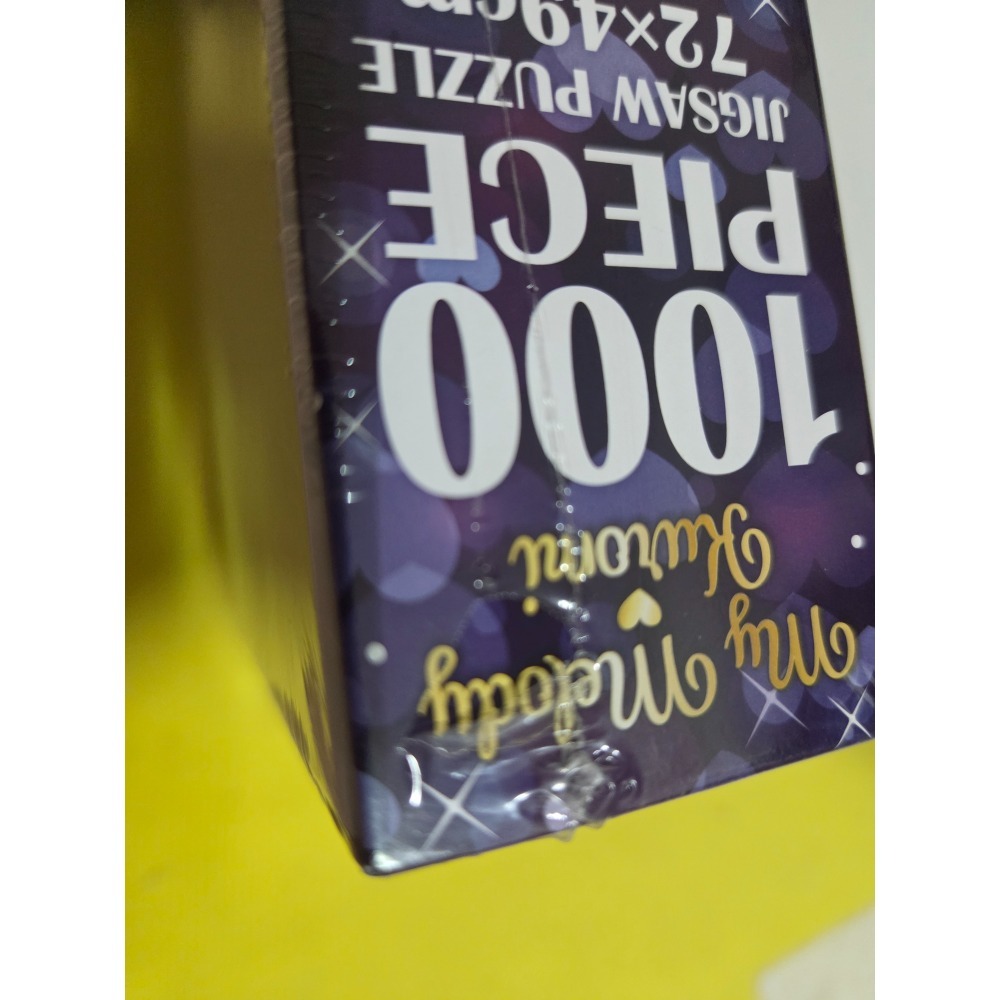 My Melody
♥
Kuromi
1000
PIECE
JIGSAW PUZZLE
72×49cm